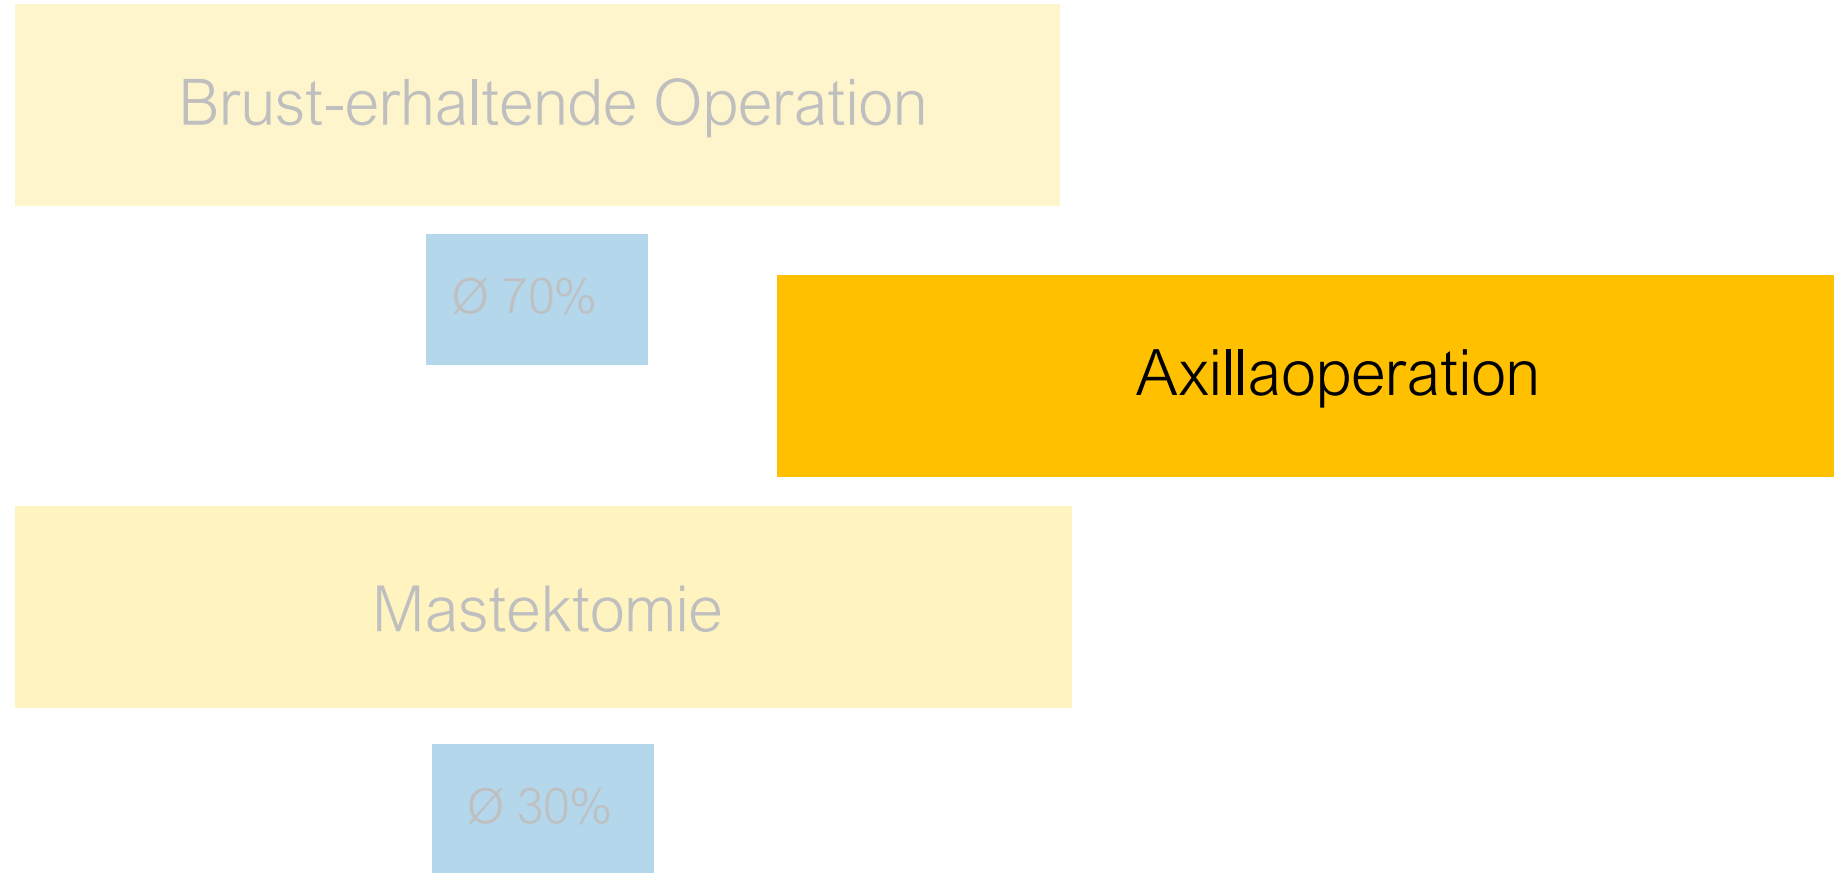 Brust-erhaltende Operation
Ø 70%
Axillaoperation
Mastektomie
Ø 30%